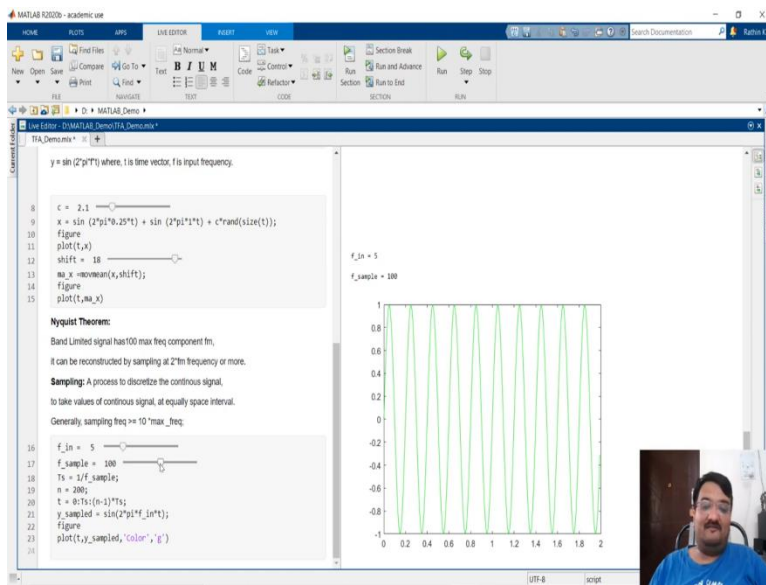 MATLAB R2020b - academic use
HOME PLOTS APPS LIVE EDITOR INSERT VIEW Search Documentation Rathin K
New Open Save Find Files Compare Print Go To Find Text Normal B I U M Code Task Control Refactor Run Section Section Break Run and Advance Run to End Run Step Stop
FILE NAVIGATE TEXT CODE SECTION RUN
D: MATLAB_Demo
Current Folder
Live Editor - D:\MATLAB_Demo\TFA_Demo.mlx *
TFA_Demo.mlx * +
y = sin (2*pi*f*t) where, t is time vector, f is input frequency.
8 c = 2.1
9 x = sin (2*pi*0.25*t) + sin (2*pi*1*t) + c*rand(size(t));
10 figure
11 plot(t,x)
12 shift = 18
13 ma_x =movmean(x,shift);
14 figure
15 plot(t,ma_x)
Nyquist Theorem:
Band Limited signal has100 max freq component fm,
it can be reconstructed by sampling at 2*fm frequency or more.
Sampling: A process to discretize the continous signal,
to take values of continous signal, at equally space interval.
Generally, sampling freq >= 10 *max _freq;
16 f_in = 5
17 f_sample = 100
18 Ts = 1/f_sample;
19 n = 200;
20 t = 0:Ts:(n-1)*Ts;
21 y_sampled = sin(2*pi*f_in*t);
22 figure
23 plot(t,y_sampled,'Color','g')
24
f_in = 5
f_sample = 100
1
0.8
0.6
0.4
0.2
0
-0.2
-0.4
-0.6
-0.8
-1
0 0.2 0.4 0.6 0.8 1 1.2 1.4 1.6 1.8 2
UTF-8 script